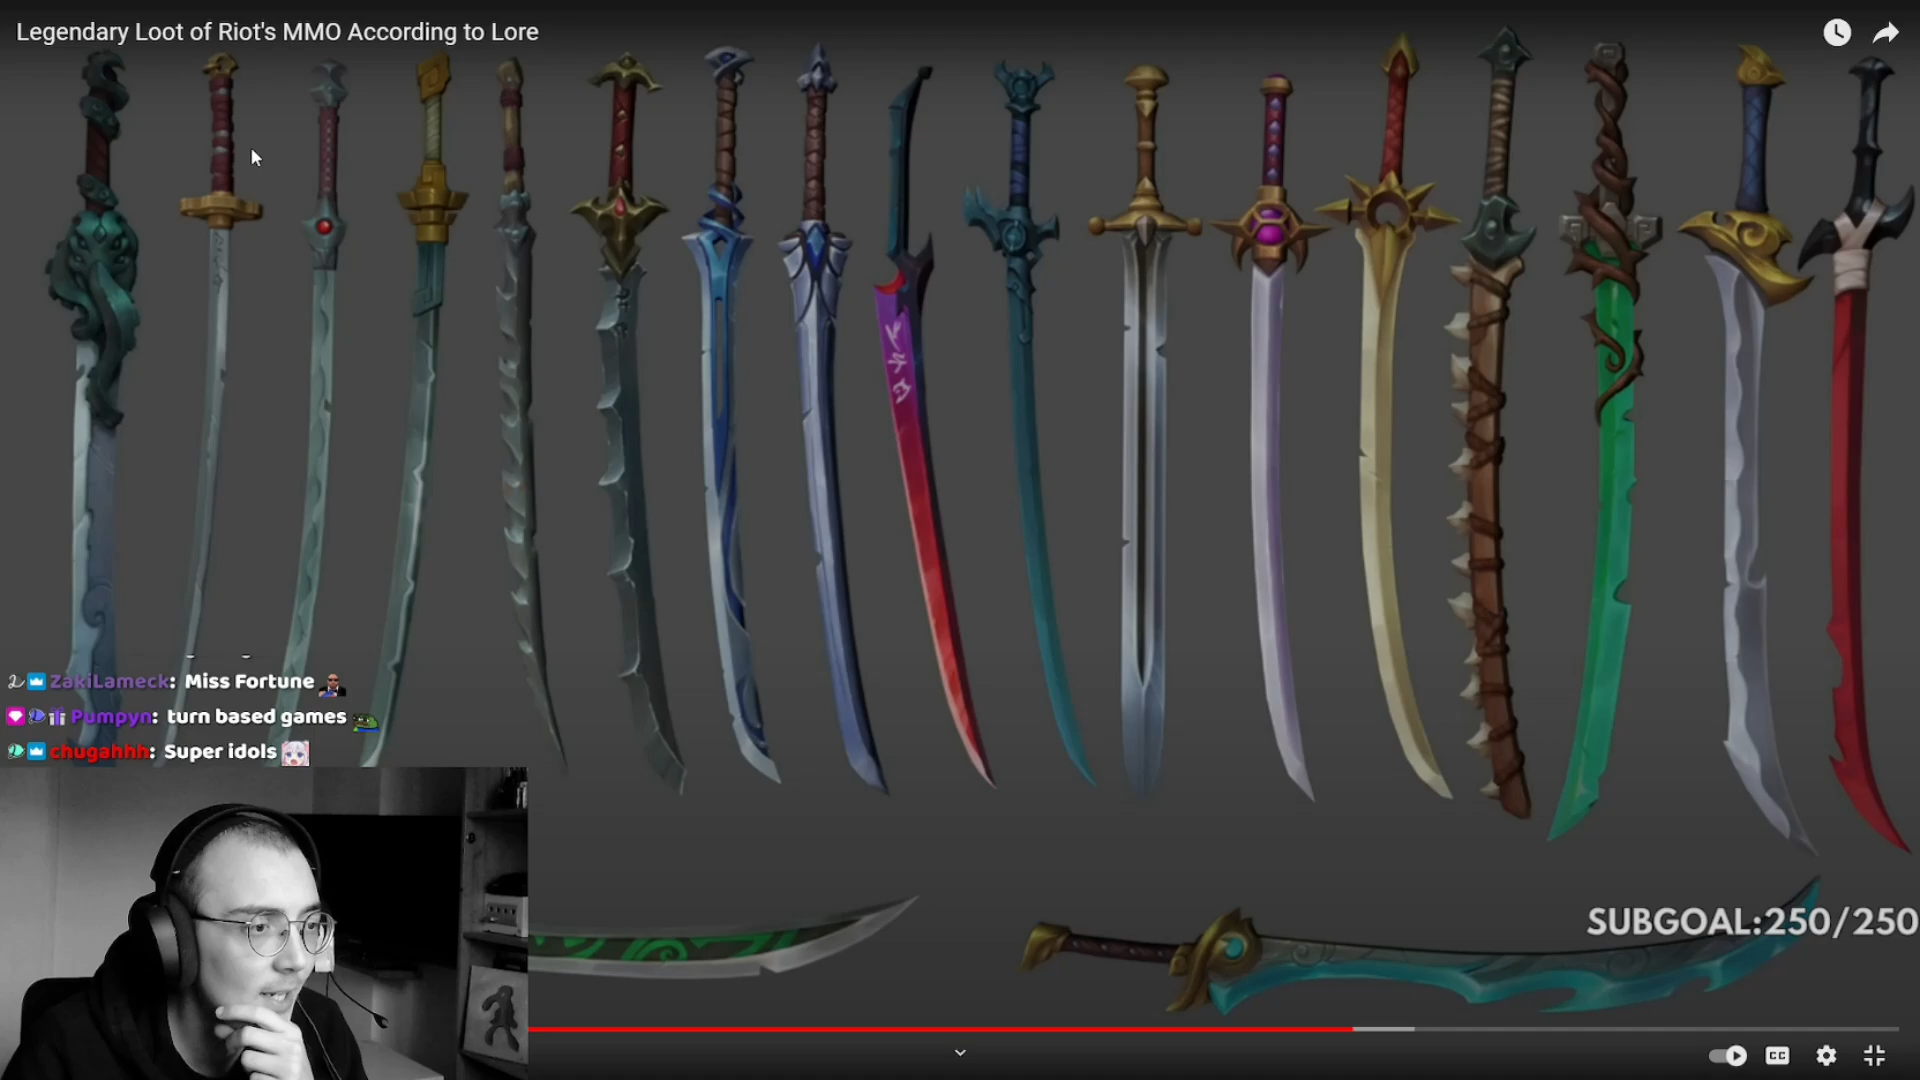 Legendary Loot of Riot's MMO According to Lore
ZakiLameck: Miss Fortune
Pumpyn: turn based games
chugahhh: Super idols
SUBGOAL:250/250
CC